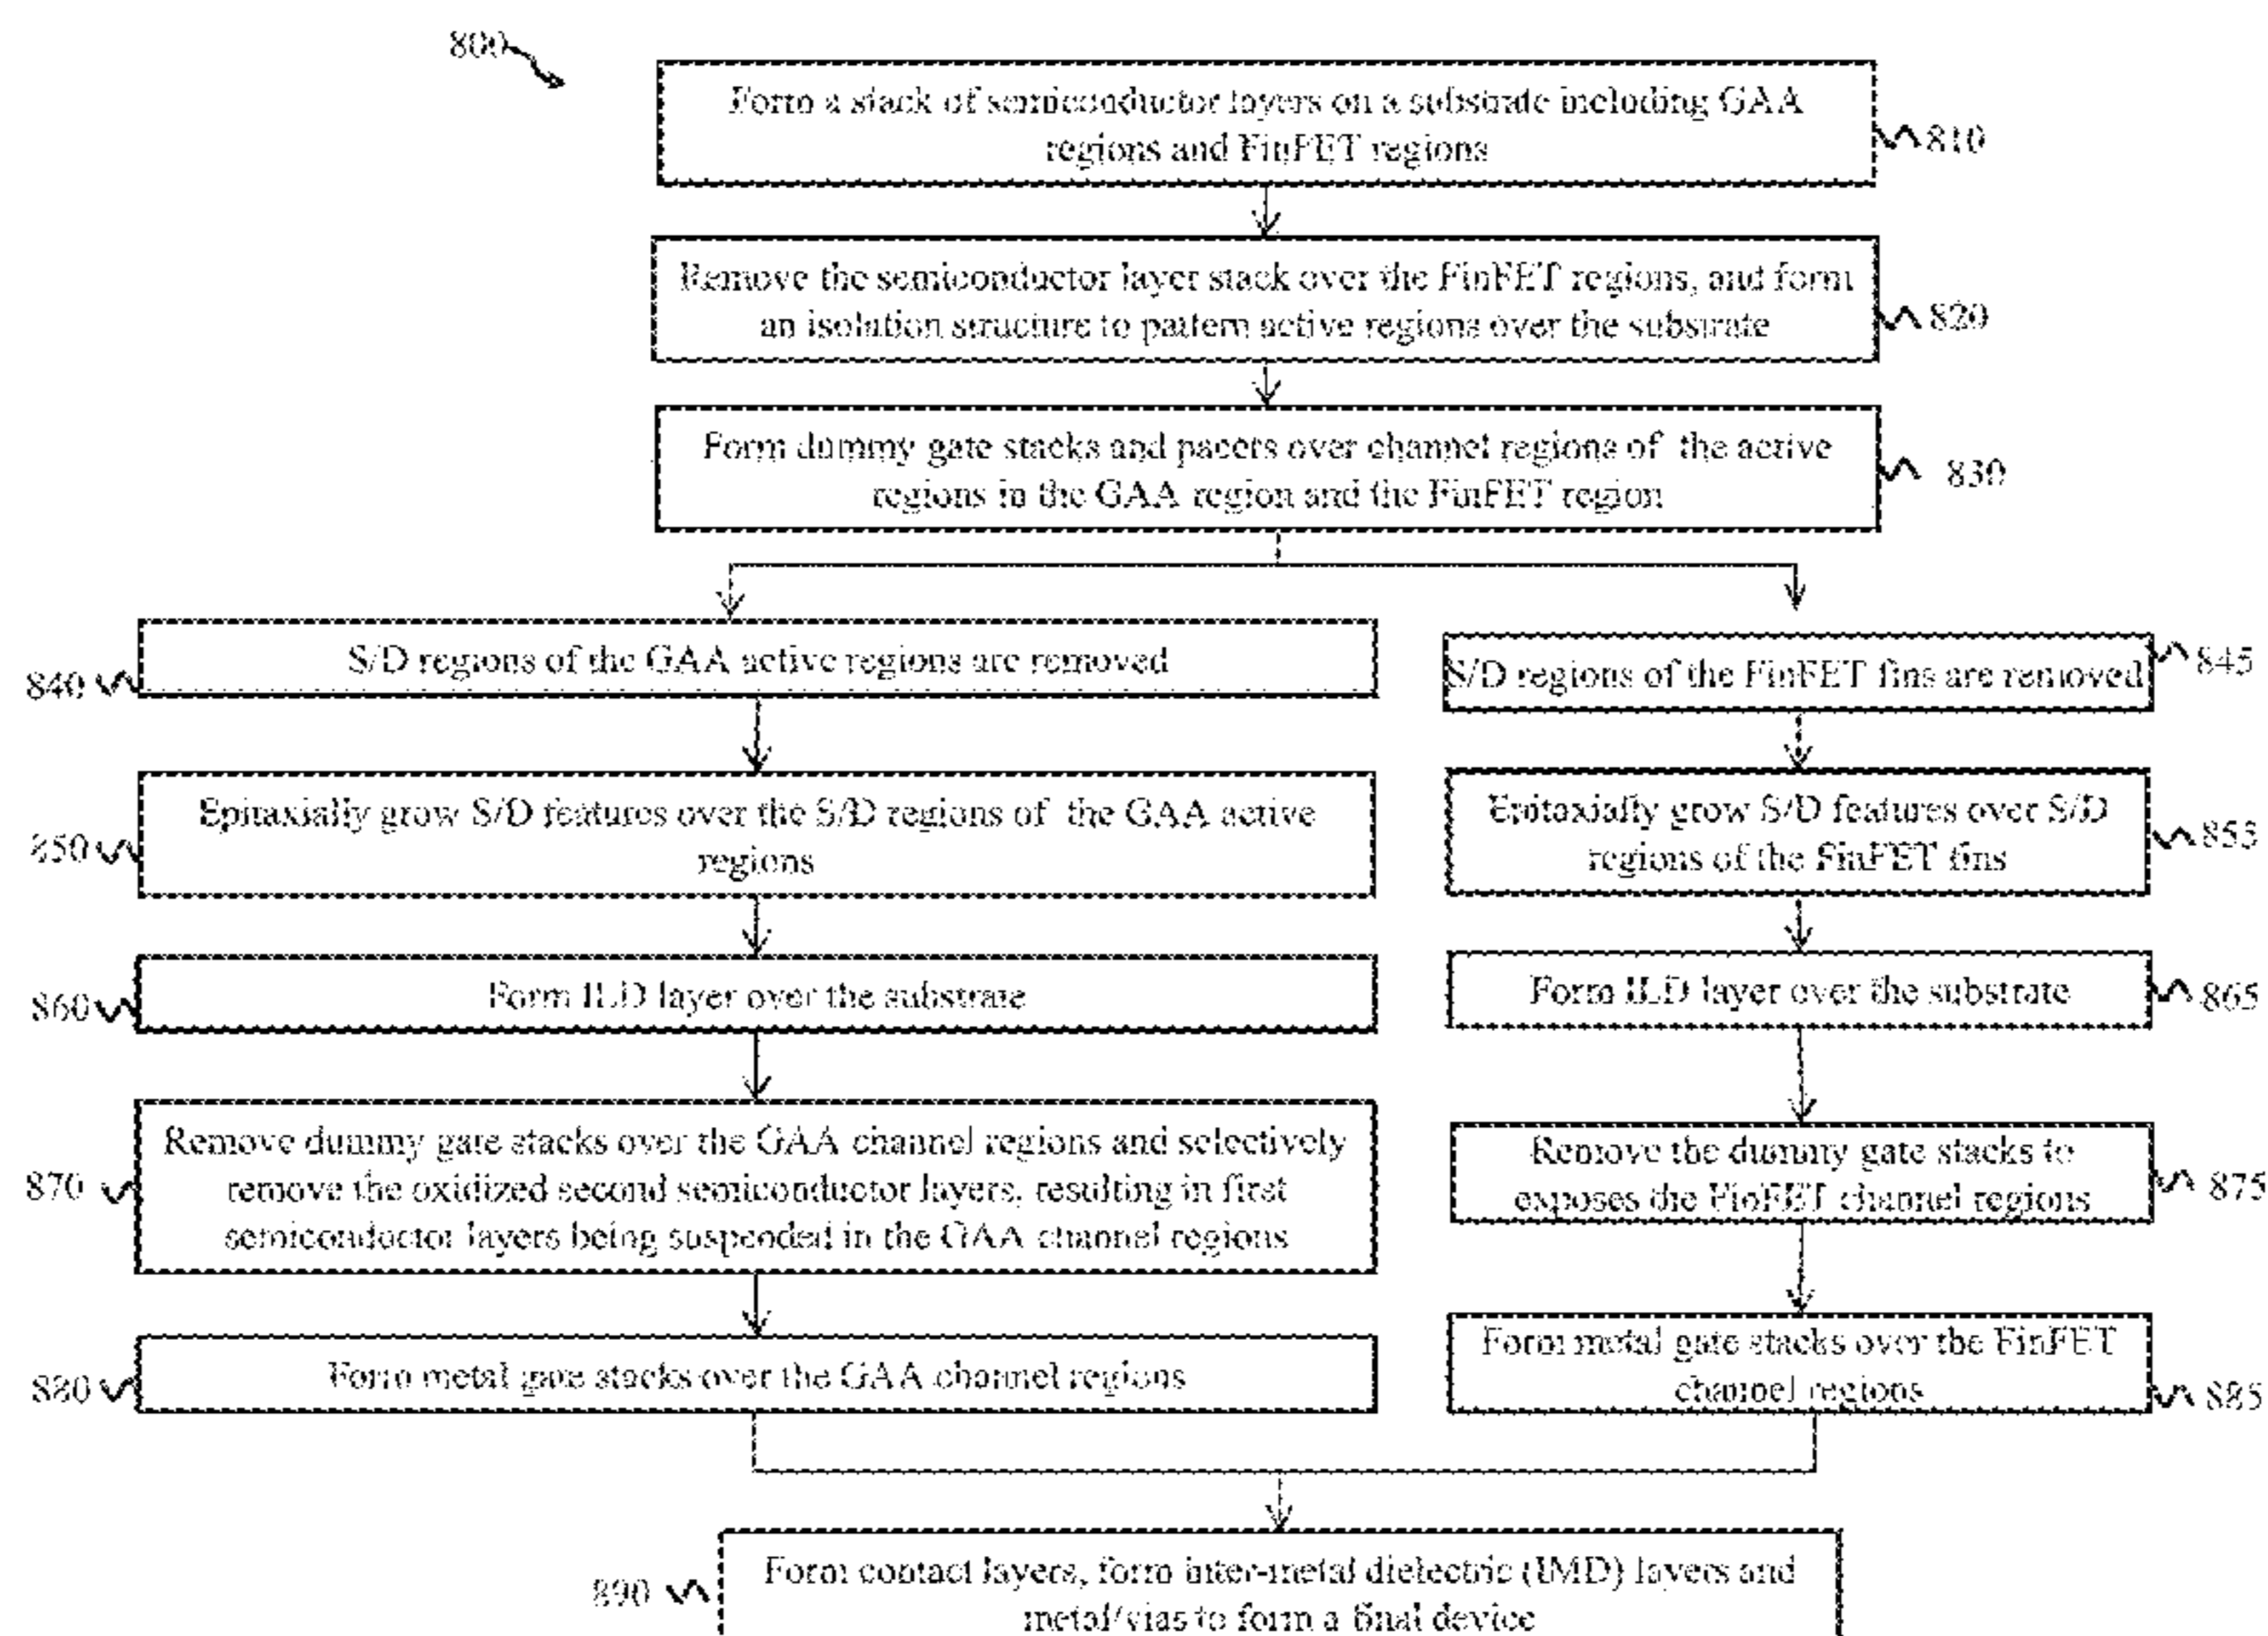 800
Form a stack of semiconductor layers on a substrate including GAA
regions and FinFET regions
810
Remove the semiconductor layer stack over the FinFET regions, and form
an isolation structure to pattern active regions over the substrate
820
Form dummy gate stacks and pacers over channel regions of the active
regions in the GAA region and the FinFET region
830
840
S/D regions of the GAA active regions are removed
S/D regions of the FinFET fins are removed
845
850
Epitaxially grow S/D features over the S/D regions of the GAA active
regions
Epitaxially grow S/D features over S/D
regions of the FinFET fins
855
860
Form ILD layer over the substrate
Form ILD layer over the substrate
865
870
Remove dummy gate stacks over the GAA channel regions and selectively
remove the oxidized second semiconductor layers, resulting in first
semiconductor layers being suspended in the GAA channel regions
Remove the dummy gate stacks to
exposes the FinFET channel regions
875
880
Form metal gate stacks over the GAA channel regions
Form metal gate stacks over the FinFET
channel regions
885
890
Form contact layers, form inter-metal dielectric (IMD) layers and
metal/vias to form a final device